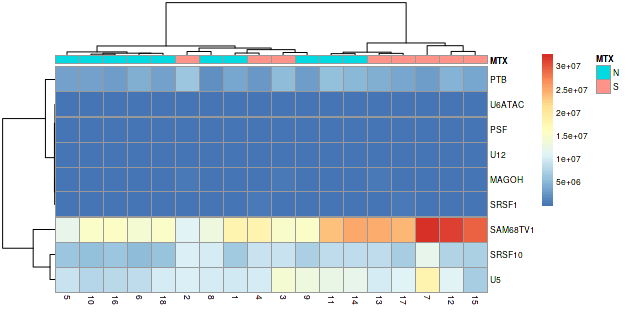 MTX
PTB
U6ATAC
PSF
U12
MAGOH
SRSF1
SAM68TV1
SRSF10
U5
5 10 16 6 18 2 8 1 4 3 9 11 14 13 17 7 12 15
3e+07
2.5e+07
2e+07
1.5e+07
1e+07
5e+06
MTX
N
S